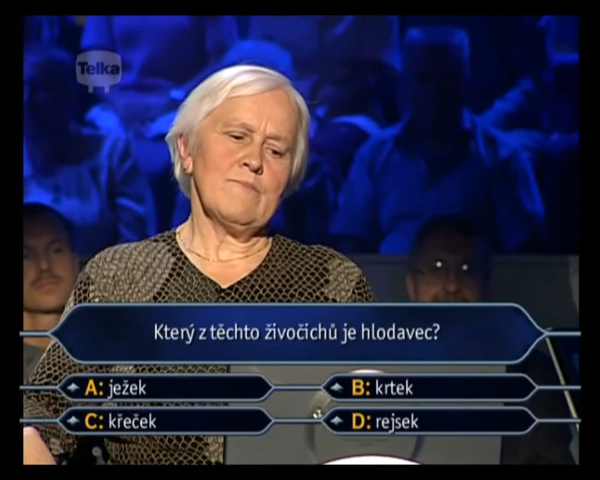 Telka
Který z těchto živočichů je hlodavec?
A: ježek
B: krtek
C: křeček
D: rejsek